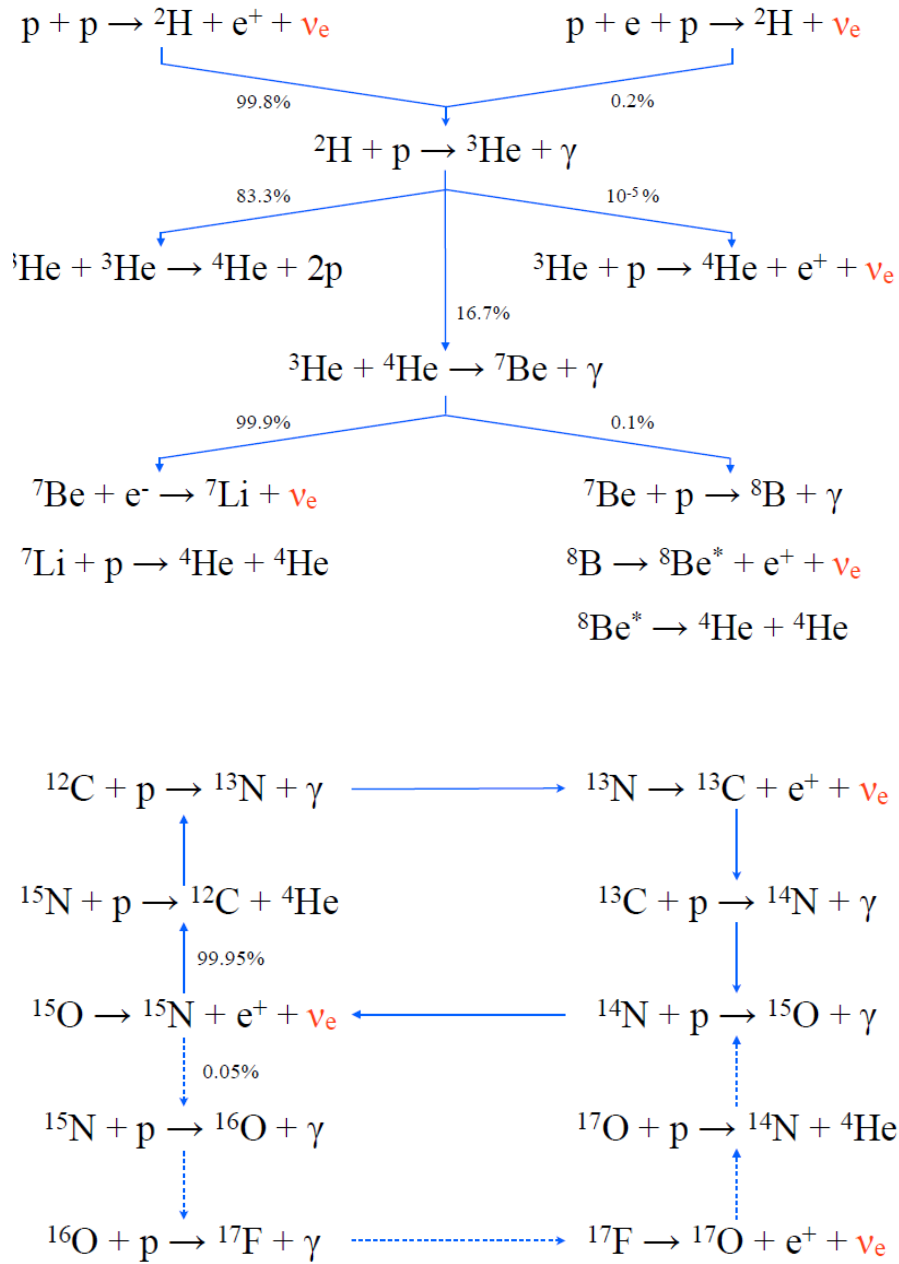 p + p → ²H + e⁺ + νₑ p + e + p → ²H + νₑ
99.8% 0.2%
²H + p → ³He + γ
83.3% 10⁻⁵ %
³He + ³He → ⁴He + 2p ³He + p → ⁴He + e⁺ + νₑ
16.7%
³He + ⁴He → ⁷Be + γ
99.9% 0.1%
⁷Be + e⁻ → ⁷Li + νₑ ⁷Be + p → ⁸B + γ
⁷Li + p → ⁴He + ⁴He ⁸B → ⁸Be* + e⁺ + νₑ
⁸Be* → ⁴He + ⁴He
¹²C + p → ¹³N + γ ¹³N → ¹³C + e⁺ + νₑ
¹⁵N + p → ¹²C + ⁴He ¹³C + p → ¹⁴N + γ
99.95%
¹⁵O → ¹⁵N + e⁺ + νₑ ¹⁴N + p → ¹⁵O + γ
0.05%
¹⁵N + p → ¹⁶O + γ ¹⁷O + p → ¹⁴N + ⁴He
¹⁶O + p → ¹⁷F + γ ¹⁷F → ¹⁷O + e⁺ + νₑ